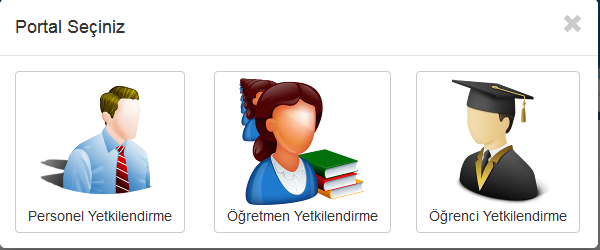 Portal Seçiniz
Personel Yetkilendirme
Öğretmen Yetkilendirme
Öğrenci Yetkilendirme